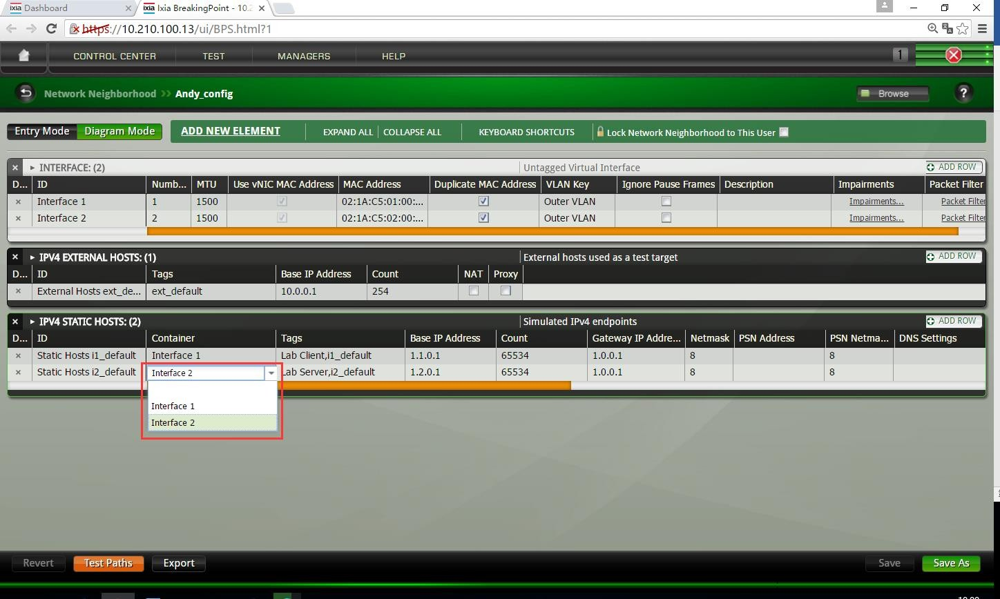 ixia Dashboard
ixia Ixia BreakingPoint - 10.2
https://10.210.100.13/ui/BPS.html?1
CONTROL CENTER TEST MANAGERS HELP 1
Network Neighborhood >> Andy_config Browse ?
Entry Mode Diagram Mode ADD NEW ELEMENT EXPAND ALL COLLAPSE ALL KEYBOARD SHORTCUTS Lock Network Neighborhood to This User
INTERFACE: (2) Untagged Virtual Interface ADD ROW
D... ID Numb... MTU Use vNIC MAC Address MAC Address Duplicate MAC Address VLAN Key Ignore Pause Frames Description Impairments Packet Filter
Interface 1 1 1500 02:1A:C5:01:00:... Outer VLAN Impairments... Packet Filter
Interface 2 2 1500 02:1A:C5:02:00:... Outer VLAN Impairments... Packet Filter
IPV4 EXTERNAL HOSTS: (1) External hosts used as a test target ADD ROW
D... ID Tags Base IP Address Count NAT Proxy
External Hosts ext_de... ext_default 10.0.0.1 254
IPV4 STATIC HOSTS: (2) Simulated IPv4 endpoints ADD ROW
D... ID Container Tags Base IP Address Count Gateway IP Addre... Netmask PSN Address PSN Netma... DNS Settings
Static Hosts i1_default Interface 1 Lab Client,i1_default 1.1.0.1 65534 1.0.0.1 8 8
Static Hosts i2_default Interface 2 Lab Server,i2_default 1.2.0.1 65534 1.0.0.1 8 8
Interface 1
Interface 2
Revert Test Paths Export Save Save As